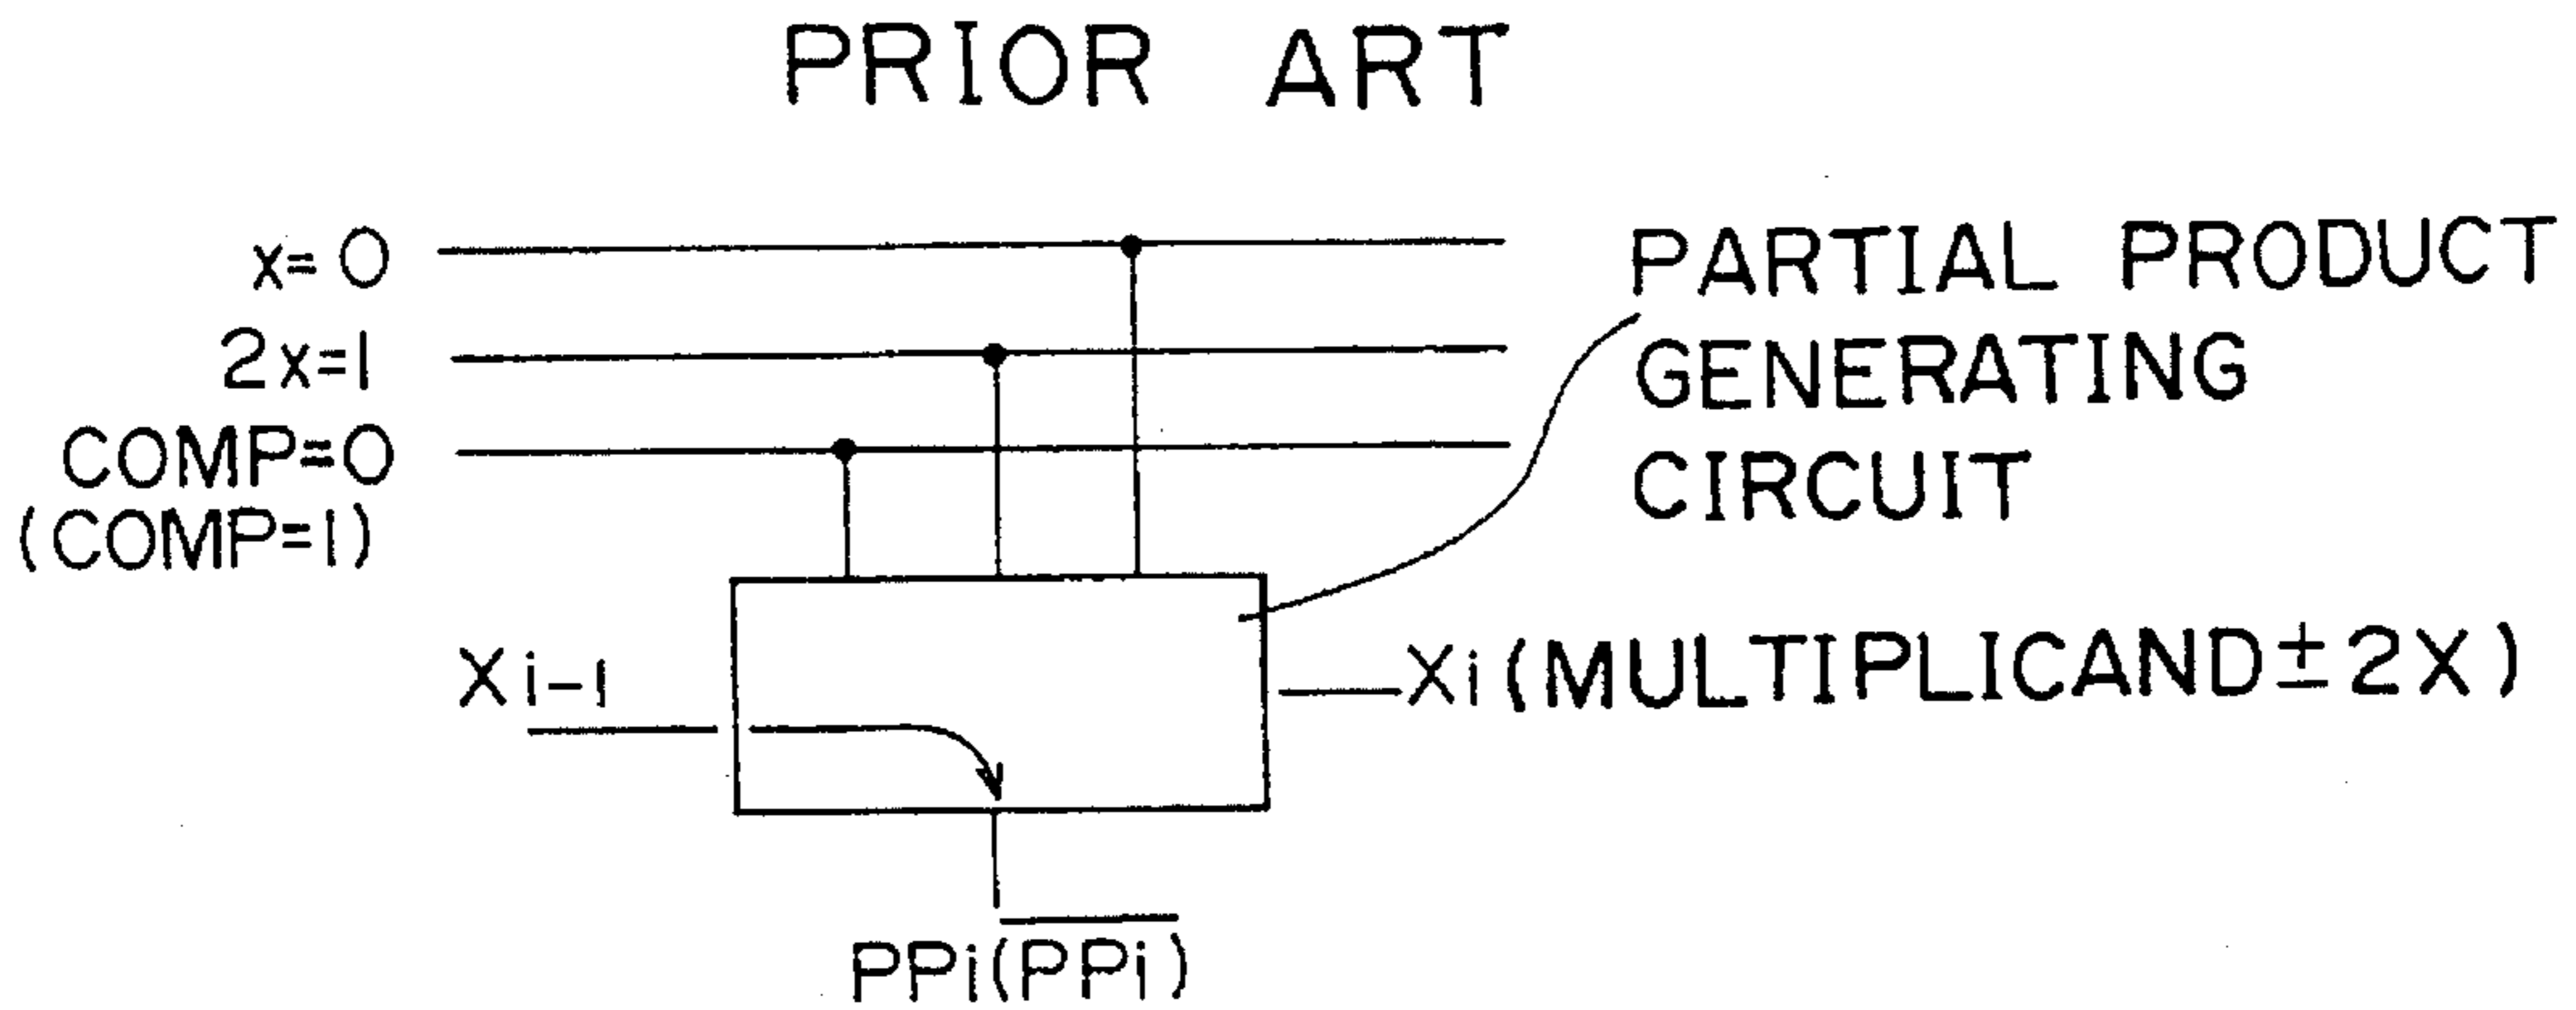 PRIOR ART
x=0
2x=1
COMP=0
(COMP=1)
PARTIAL PRODUCT
GENERATING
CIRCUIT
Xi-1
Xi(MULTIPLICAND±2X)
PPi(P̅P̅i̅)